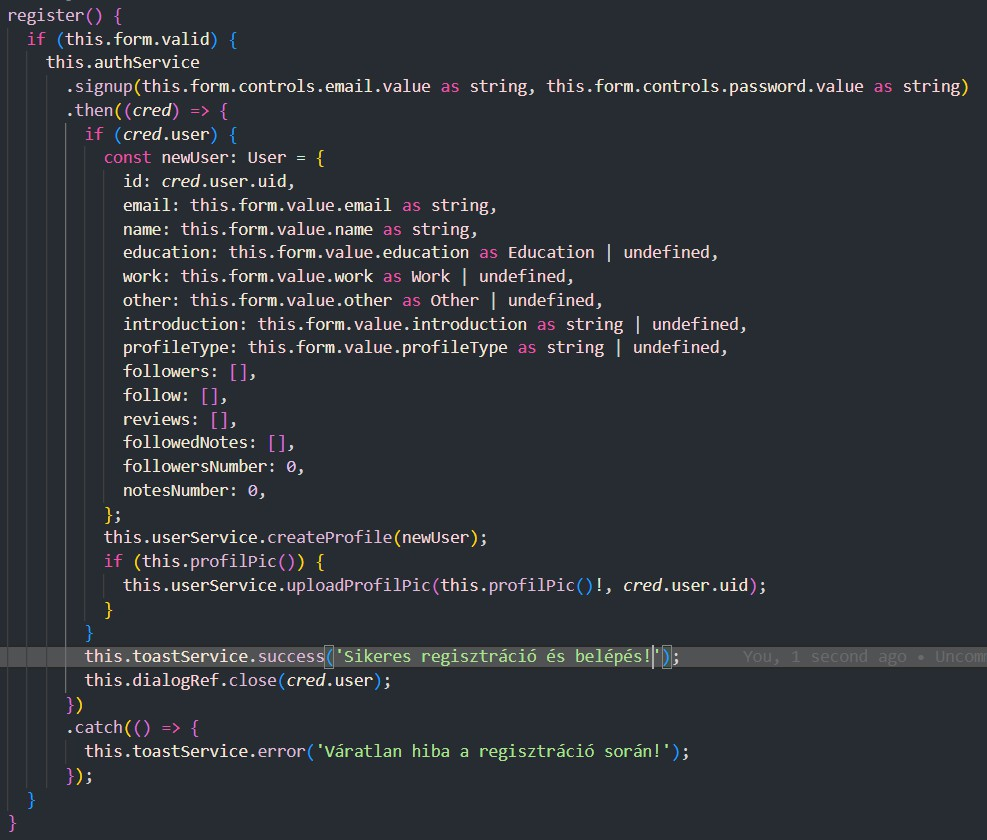 register() {
if (this.form.valid) {
this.authService
.signup(this.form.controls.email.value as string, this.form.controls.password.value as string)
.then((cred) => {
if (cred.user) {
const newUser: User = {
id: cred.user.uid,
email: this.form.value.email as string,
name: this.form.value.name as string,
education: this.form.value.education as Education | undefined,
work: this.form.value.work as Work | undefined,
other: this.form.value.other as Other | undefined,
introduction: this.form.value.introduction as string | undefined,
profileType: this.form.value.profileType as string | undefined,
followers: [],
follow: [],
reviews: [],
followedNotes: [],
followersNumber: 0,
notesNumber: 0,
};
this.userService.createProfile(newUser);
if (this.profilPic()) {
this.userService.uploadProfilPic(this.profilPic()!, cred.user.uid);
}
}
this.toastService.success('Sikeres regisztráció és belépés!'); You, 1 second ago • Uncom
this.dialogRef.close(cred.user);
})
.catch(() => {
this.toastService.error('Váratlan hiba a regisztráció során!');
});
}
}